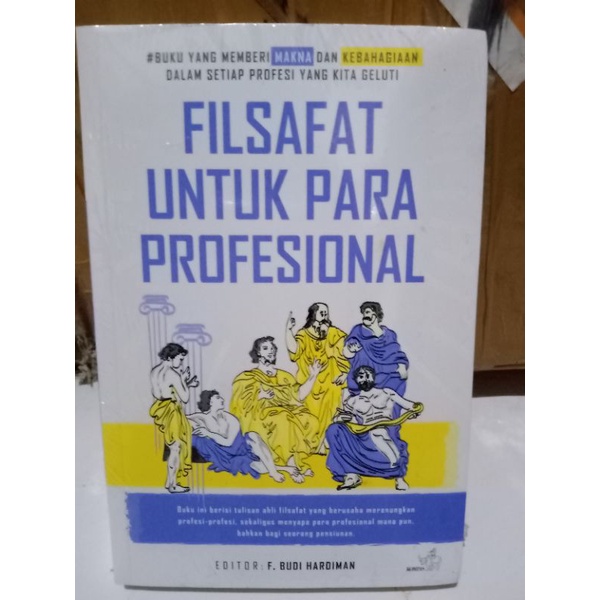 #BUKU YANG MEMBERI MAKNA DAN KEBAHAGIAAN
DALAM SETIAP PROFESI YANG KITA GELUTI
FILSAFAT
UNTUK PARA
PROFESIONAL
Buku ini berisi tulisan ahli filsafat yang berusaha merenungkan
profesi-profesi, sekaligus menyapa para profesional mana pun,
bahkan bagi seorang pensiunan.
EDITOR: F. BUDI HARDIMAN